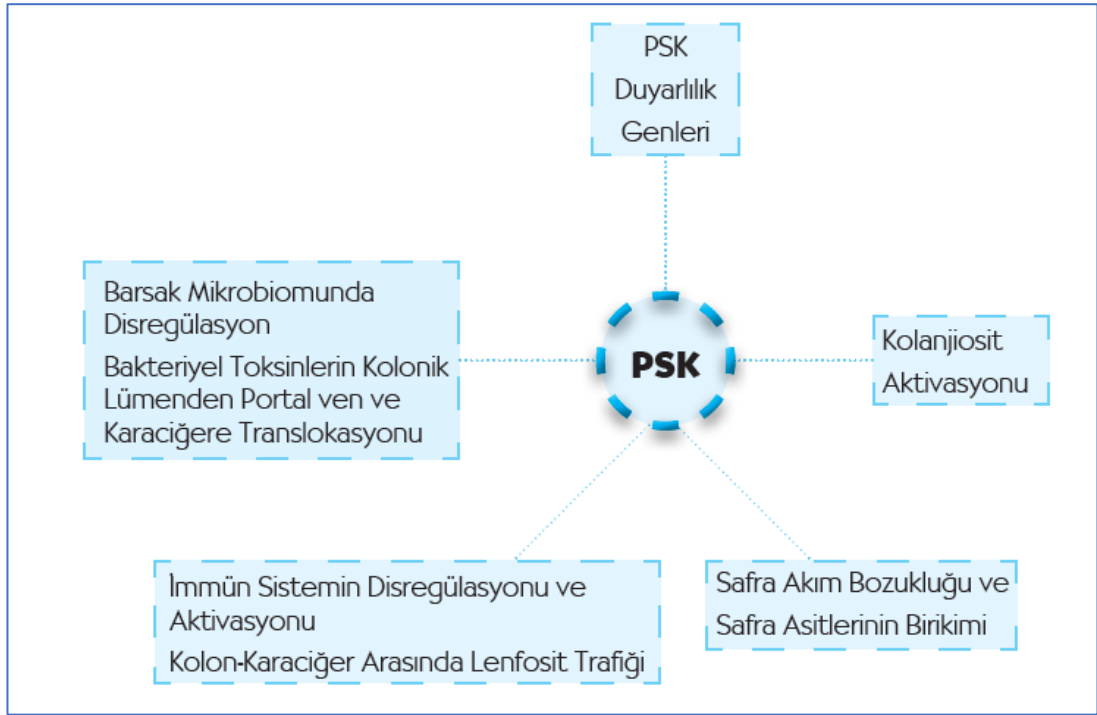 PSK
Duyarlılık
Genleri
Barsak Mikrobiomunda
Disregülasyon
Bakteriyel Toksinlerin Kolonik
Lümenden Portal ven ve
Karaciğere Translokasyonu
PSK
Kolanjiosit
Aktivasyonu
İmmün Sistemin Disregülasyonu ve
Aktivasyonu
Kolon-Karaciğer Arasında Lenfosit Trafiği
Safra Akım Bozukluğu ve
Safra Asitlerinin Birikimi